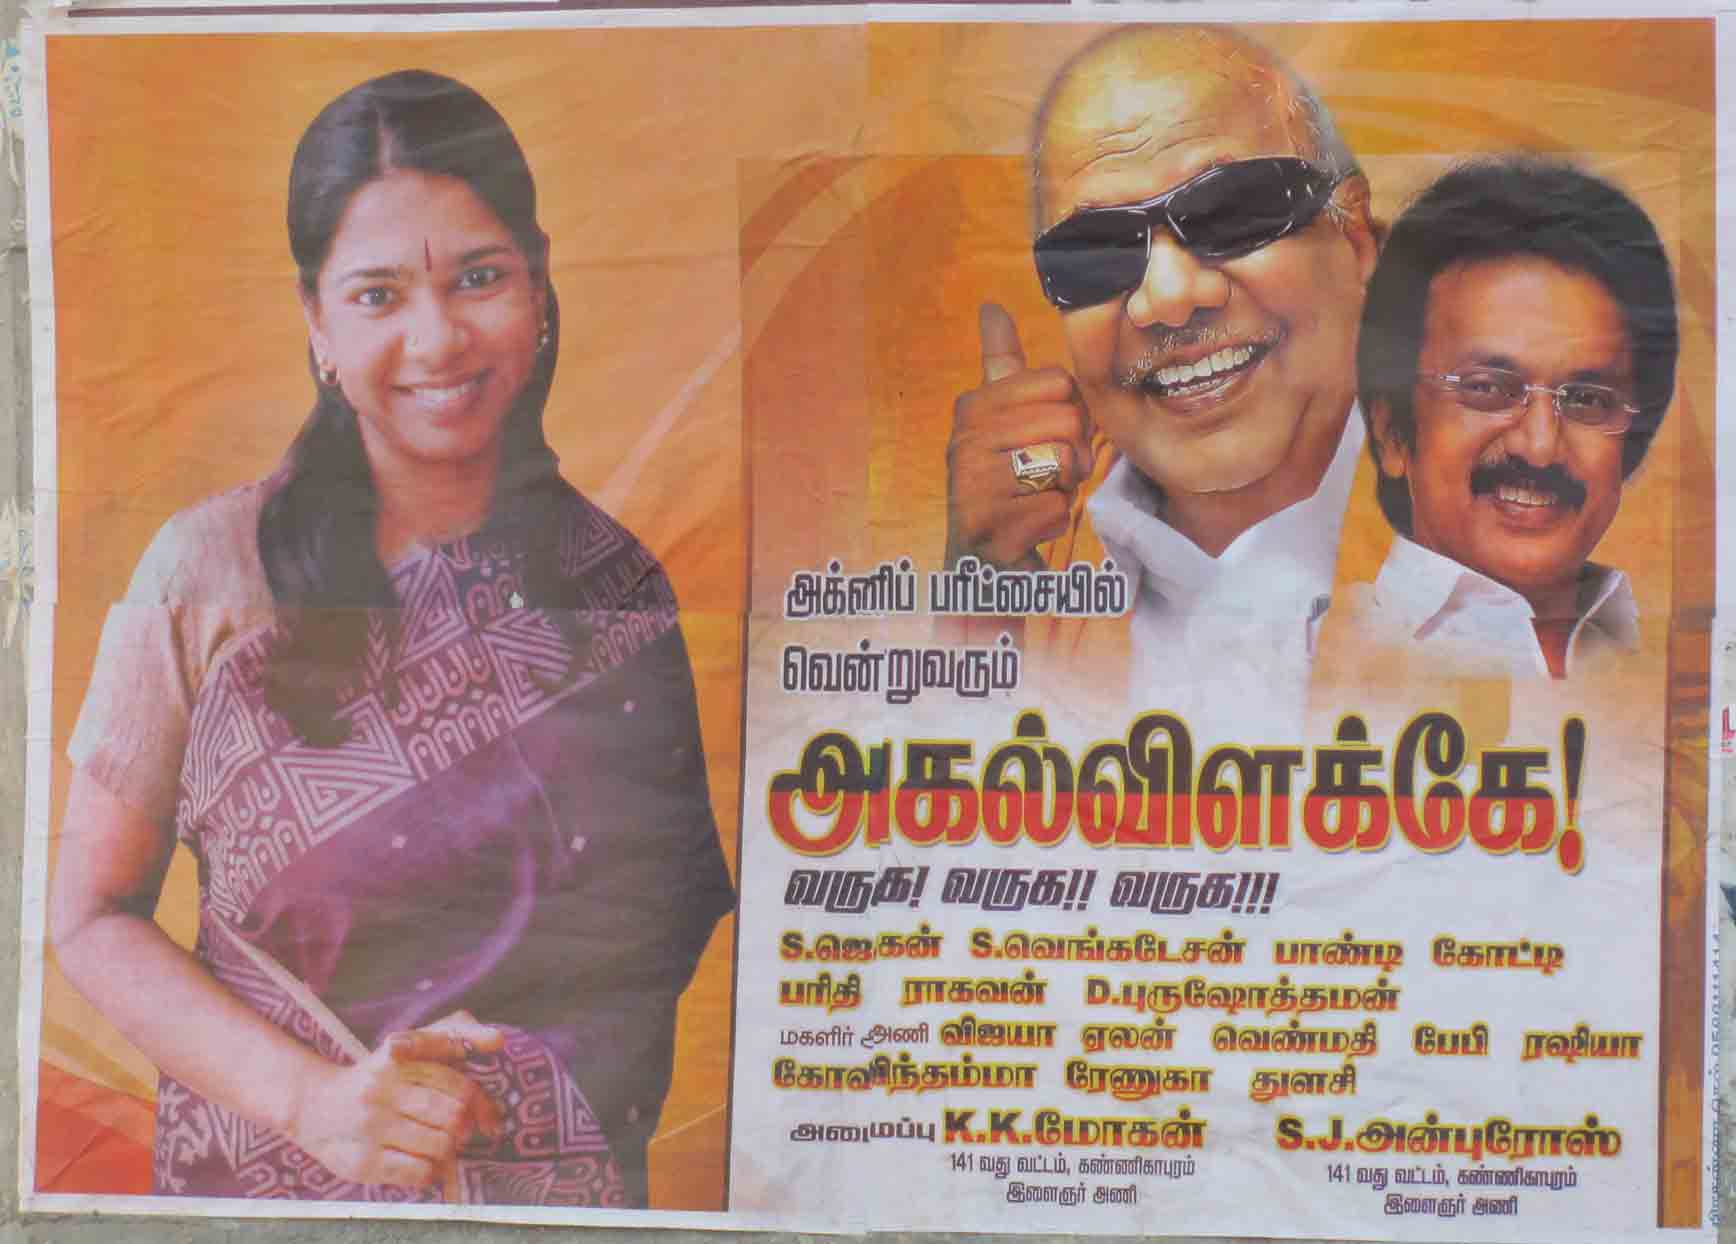 அக்னிப் பரீட்சையில்
வென்றுவரும்
அகல்விளக்கே!
வருக! வருக!! வருக!!!
S.ஜெகன் S.வெங்கடேசன் பாண்டி கோட்டி
பரிதி ராகவன் D.புருஷோத்தமன்
மகளிர் அணி விஜயா ஏலன் வெண்மதி பேபி ரஷியா
கோவிந்தம்மா ரேணுகா துளசி
அமைப்பு K.K.மோகன் S.J.அன்புரோஸ்
141 வது வட்டம், கண்ணிகாபுரம் 141 வது வட்டம், கண்ணிகாபுரம்
இளைஞர் அணி இளைஞர் அணி